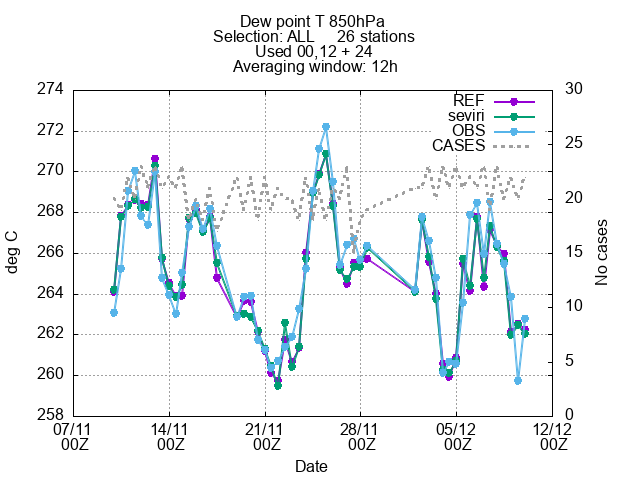 Dew point T 850hPa
Selection: ALL 26 stations
Used 00,12 + 24
Averaging window: 12h
REF
seviri
OBS
CASES
274
272
270
268
266
264
262
260
258
30
25
20
15
10
5
0
deg C
No cases
07/11 14/11 21/11 28/11 05/12 12/12
00Z 00Z 00Z 00Z 00Z 00Z
Date